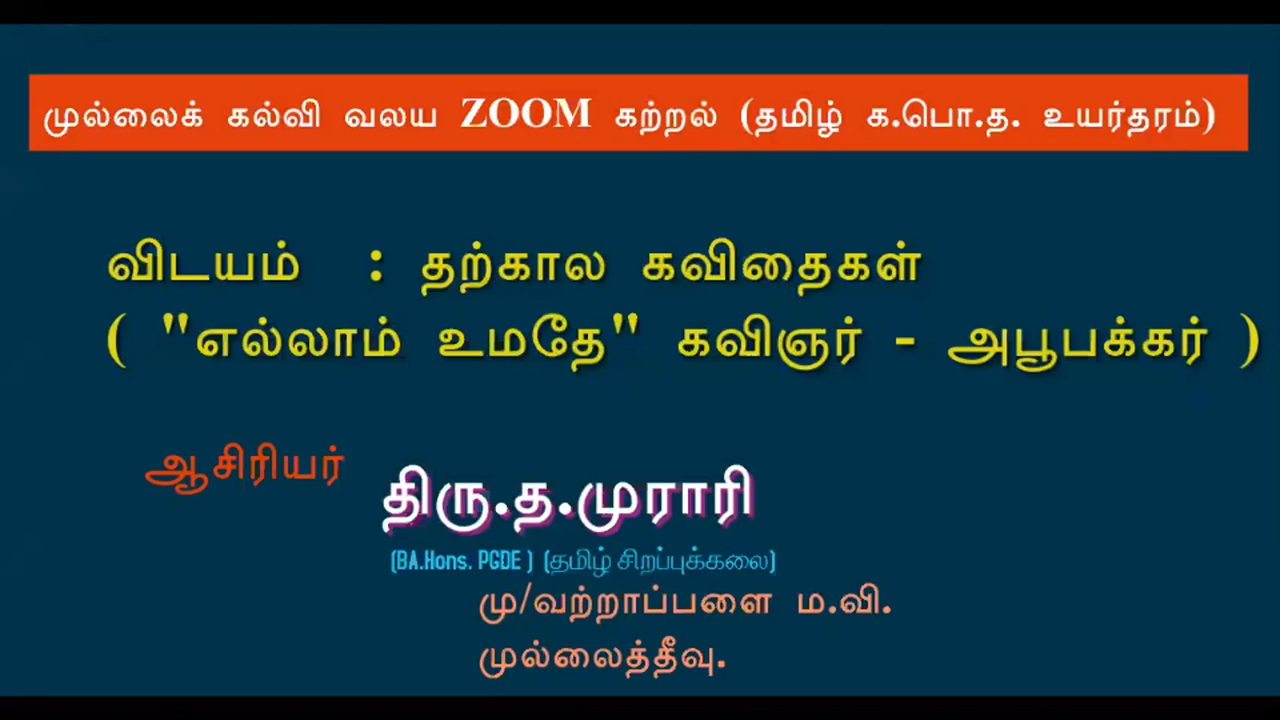 முல்லைக் கல்வி வலய ZOOM கற்றல் (தமிழ் க.பொ.த. உயர்தரம்)
விடயம் : தற்கால கவிதைகள்
( "எல்லாம் உமதே" கவிஞர் - அபூபக்கர் )
ஆசிரியர்
திரு.த.முராரி
(BA.Hons. PGDE ) (தமிழ் சிறப்புக்கலை)
மு/வற்றாப்பளை ம.வி.
முல்லைத்தீவு.